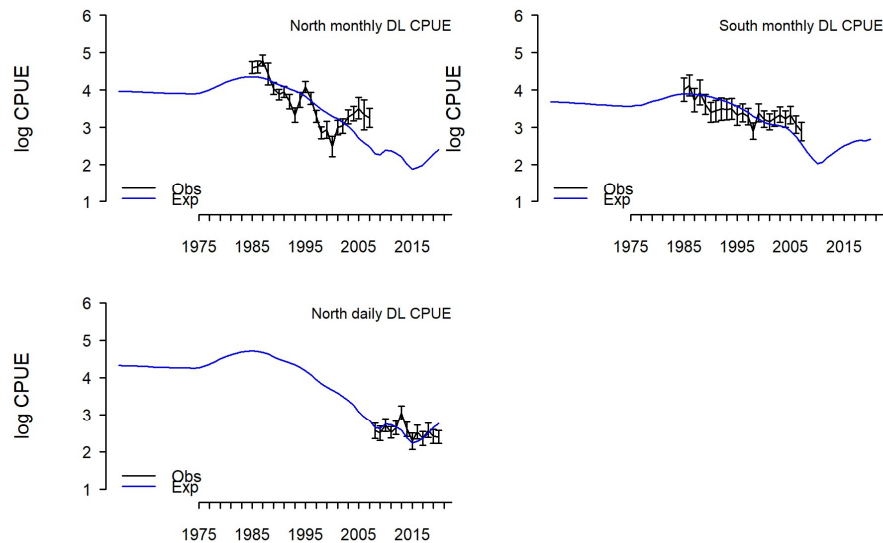 North monthly DL CPUE
6
5
4
3
2
1
log CPUE
Obs
Exp
1975 1985 1995 2005 2015
South monthly DL CPUE
6
5
4
3
2
1
log CPUE
Obs
Exp
1975 1985 1995 2005 2015
North daily DL CPUE
6
5
4
3
2
1
log CPUE
Obs
Exp
1975 1985 1995 2005 2015